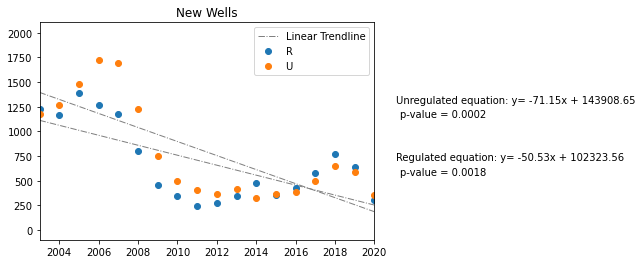 New Wells
Linear Trendline
R
U
2000
1750
1500
1250
1000
750
500
250
0
2004
2006
2008
2010
2012
2014
2016
2018
2020
Unregulated equation: y= -71.15x + 143908.65
p-value = 0.0002
Regulated equation: y= -50.53x + 102323.56
p-value = 0.0018